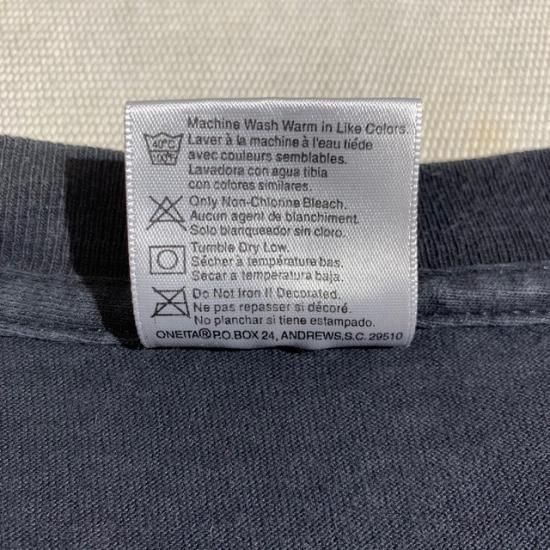 Machine Wash Warm in Like Colors.
40°C
100°F
Laver à la machine à l'eau tiéde
avec couleurs semblables.
Lavadora con agua tibia
con colores similares.
Only Non-Chlorine Bleach.
Aucun agent de blanchiment.
Solo blanqueador sin cloro.
Tumble Dry Low.
Sécher à température bas.
Secar a temperatura baja.
Do Not Iron If Decorated.
Ne pas repasser si décoré.
No planchar si tiene estampado.
ONEITA® P.O. BOX 24, ANDREWS, S.C. 29510